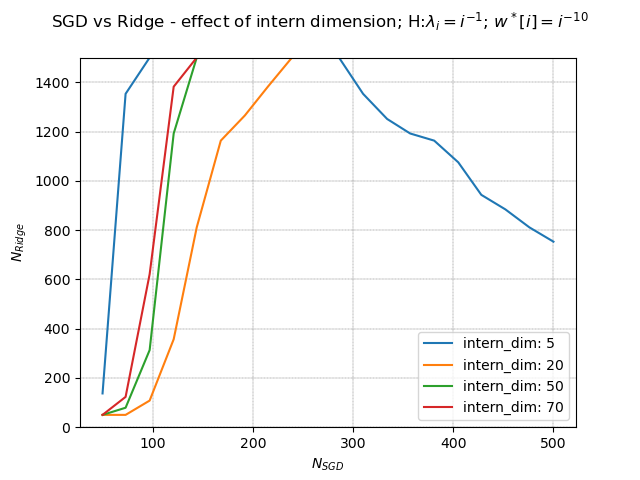 SGD vs Ridge - effect of intern dimension; H:λᵢ = i⁻¹; w*[i] = i⁻¹⁰
1400
1200
1000
800
600
400
200
0
N_Ridge
100 200 300 400 500
N_SGD
intern_dim: 5
intern_dim: 20
intern_dim: 50
intern_dim: 70